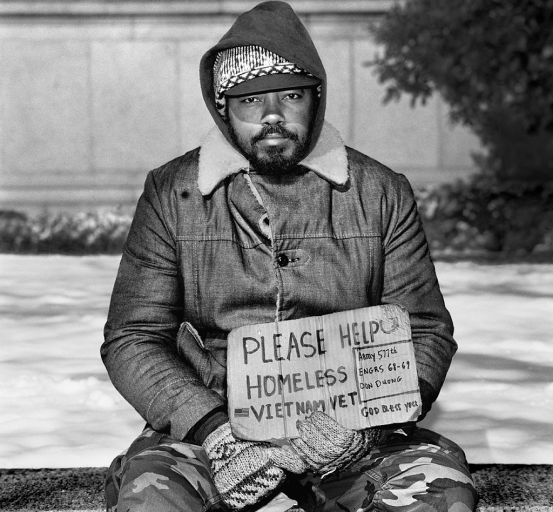 PLEASE HELP
HOMELESS
VIETNAM VET
Army 577th
ENGRS 68-69
DON DUONG
GOD BLESS you